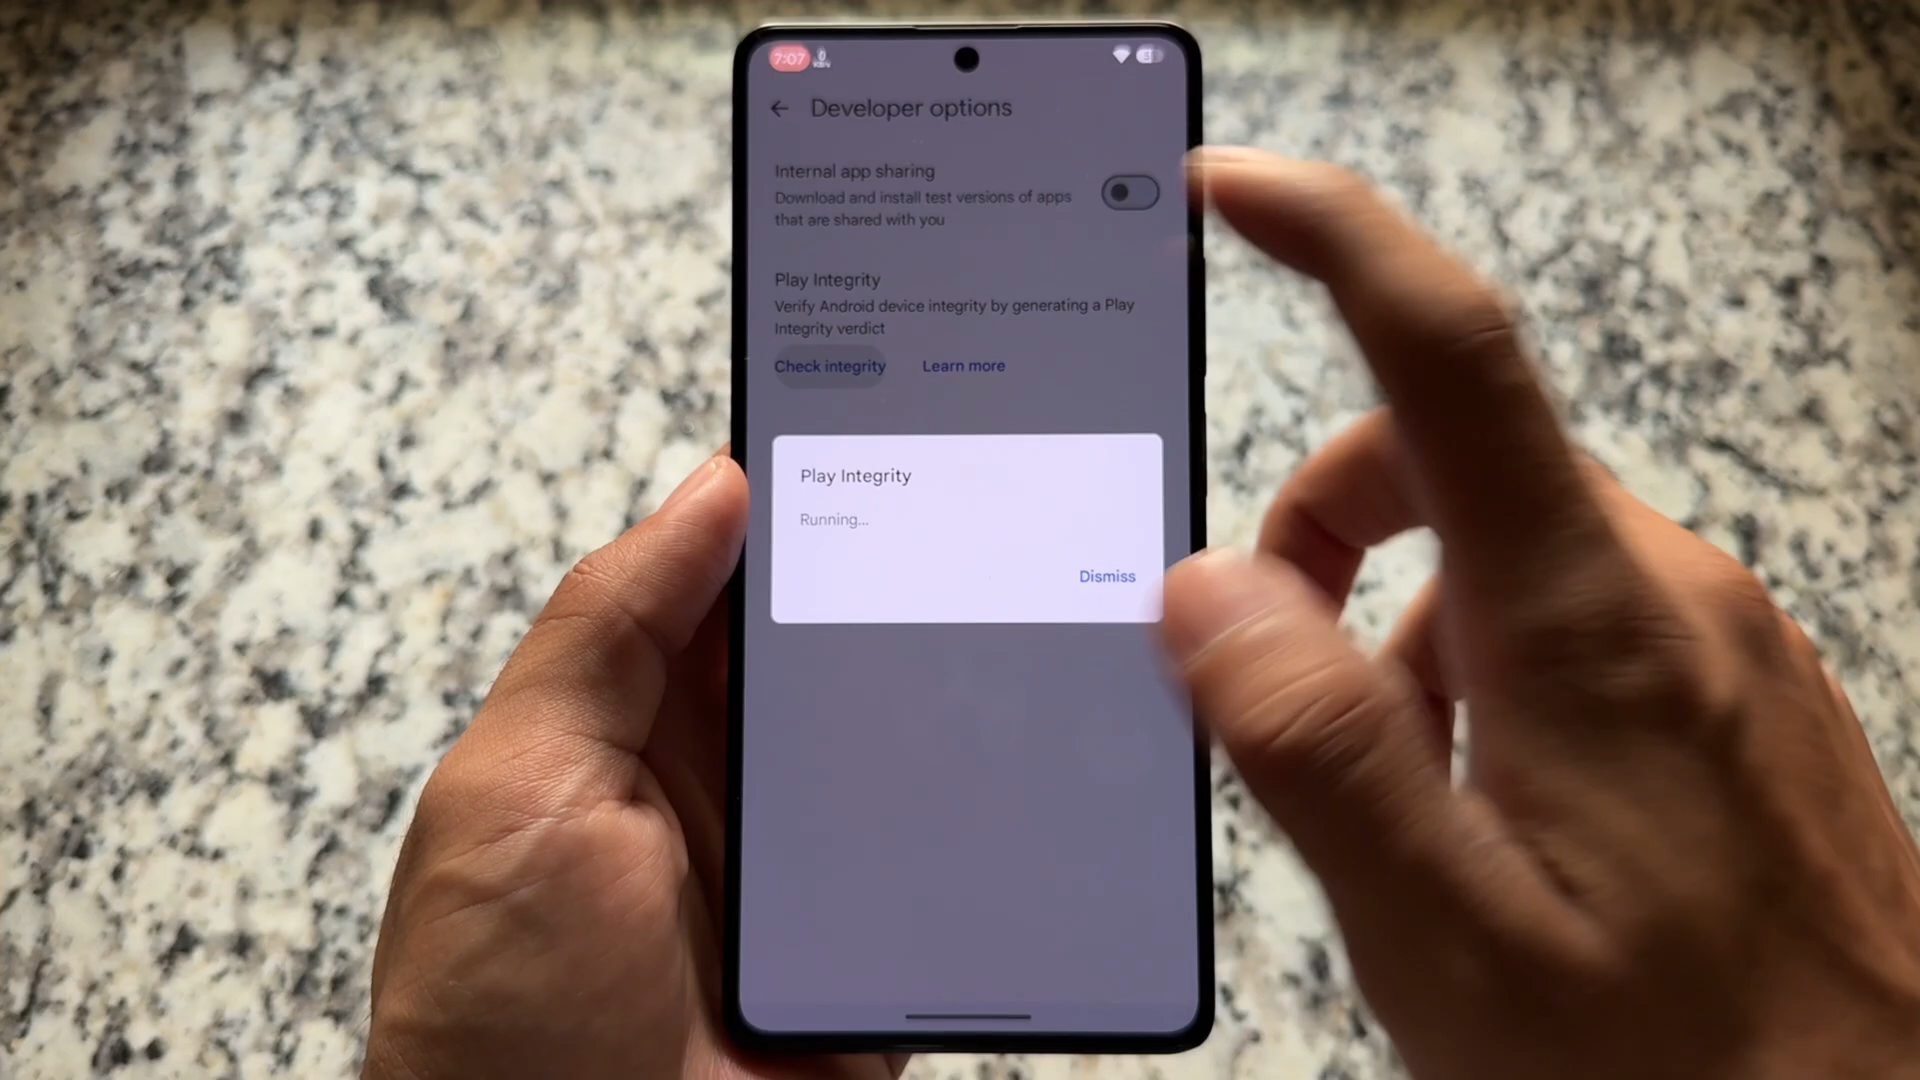 7:07
Developer options
Internal app sharing
Download and install test versions of apps
that are shared with you
Play Integrity
Verify Android device integrity by generating a Play
Integrity verdict
Check integrity Learn more
Play Integrity
Running...
Dismiss